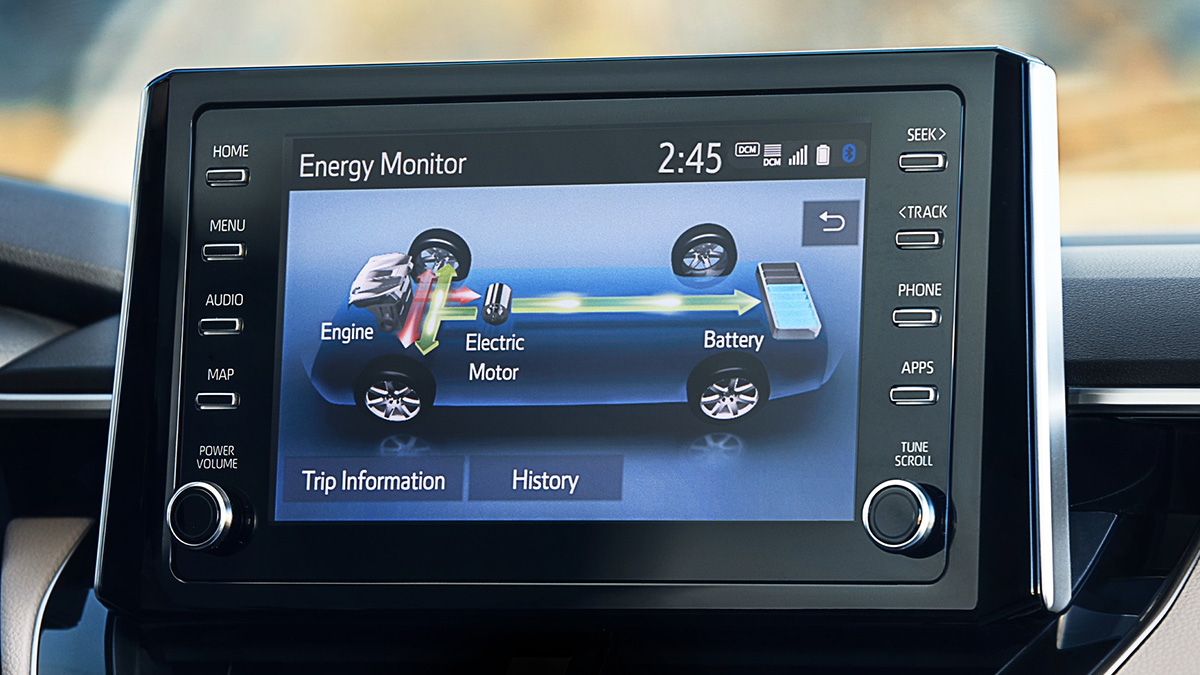 HOME
MENU
AUDIO
MAP
POWER
VOLUME
Energy Monitor
2:45
DCM
DCM
Engine
Electric
Motor
Battery
Trip Information
History
SEEK>
<TRACK
PHONE
APPS
TUNE
SCROLL